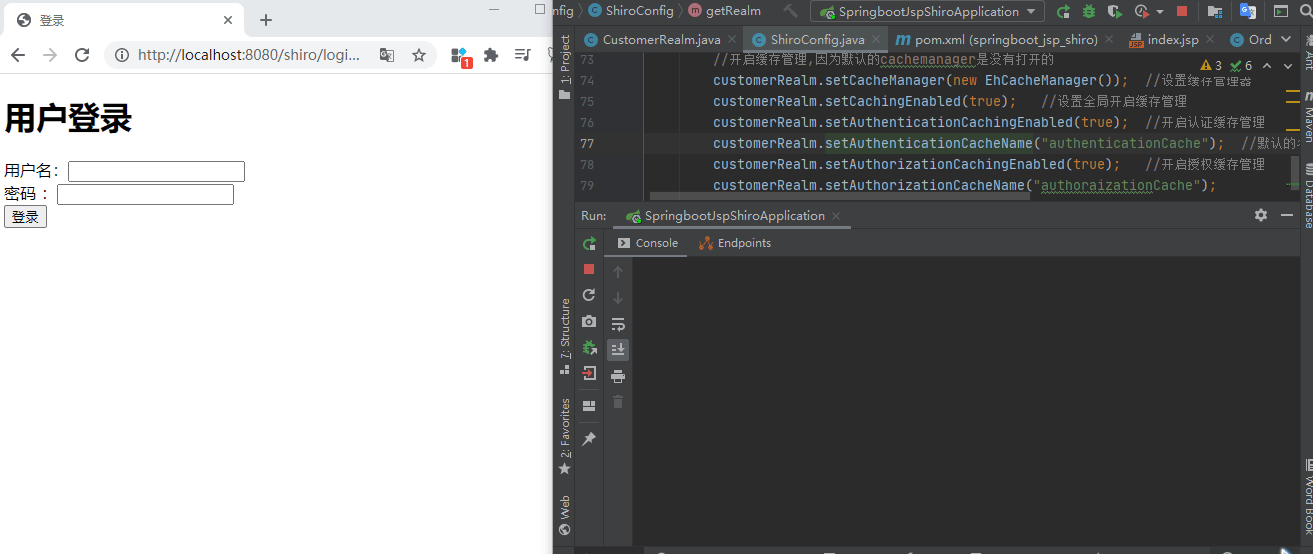 登录
http://localhost:8080/shiro/logi...
1
用户登录
用户名:
密码 :
登录
nfig
ShiroConfig
getRealm
SpringbootJspShiroApplication
CustomerRealm.java
ShiroConfig.java
pom.xml (springboot_jsp_shiro)
index.jsp
Ord
3
6
73 //开启缓存管理,因为默认的cachemanager是没有打开的
74 customerRealm.setCacheManager(new EhCacheManager()); //设置缓存管理器
75 customerRealm.setCachingEnabled(true); //设置全局开启缓存管理
76 customerRealm.setAuthenticationCachingEnabled(true); //开启认证缓存管理
77 customerRealm.setAuthenticationCacheName("authenticationCache"); //默认的
78 customerRealm.setAuthorizationCachingEnabled(true); //开启授权缓存管理
79 customerRealm.setAuthorizationCacheName("authoraizationCache");
Run:
SpringbootJspShiroApplication
Console
Endpoints
1: Project
7: Structure
2: Favorites
Web
Ant
Maven
Database
Word Book